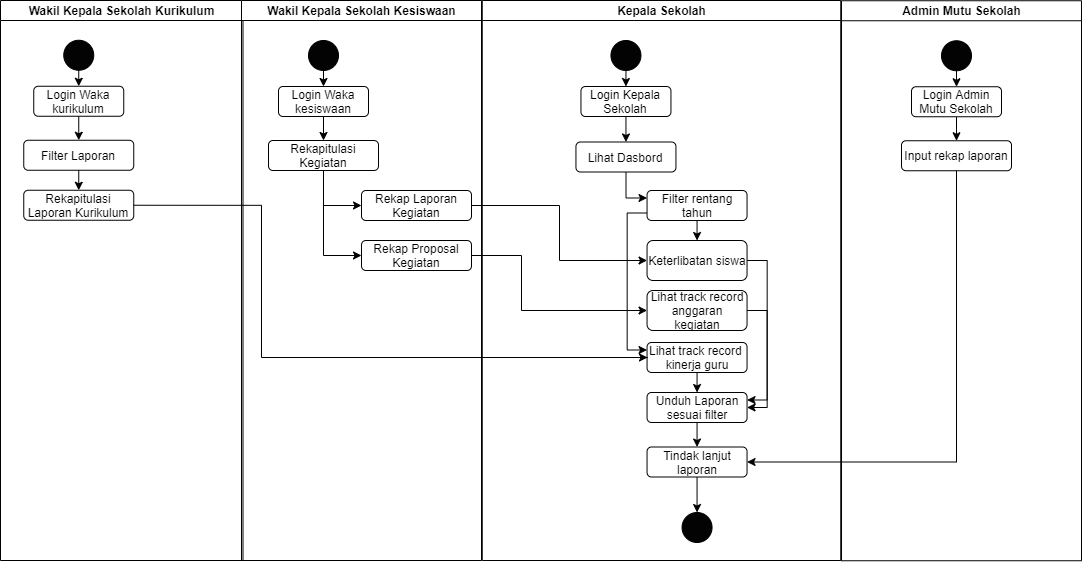 Wakil Kepala Sekolah Kurikulum
Wakil Kepala Sekolah Kesiswaan
Kepala Sekolah
Admin Mutu Sekolah
Login Waka
kurikulum
Filter Laporan
Rekapitulasi
Laporan Kurikulum
Login Waka
kesiswaan
Rekapitulasi
Kegiatan
Rekap Laporan
Kegiatan
Rekap Proposal
Kegiatan
Login Kepala
Sekolah
Lihat Dasbord
Filter rentang
tahun
Keterlibatan siswa
Lihat track record
anggaran
kegiatan
Lihat track record
kinerja guru
Unduh Laporan
sesuai filter
Tindak lanjut
laporan
Login Admin
Mutu Sekolah
Input rekap laporan